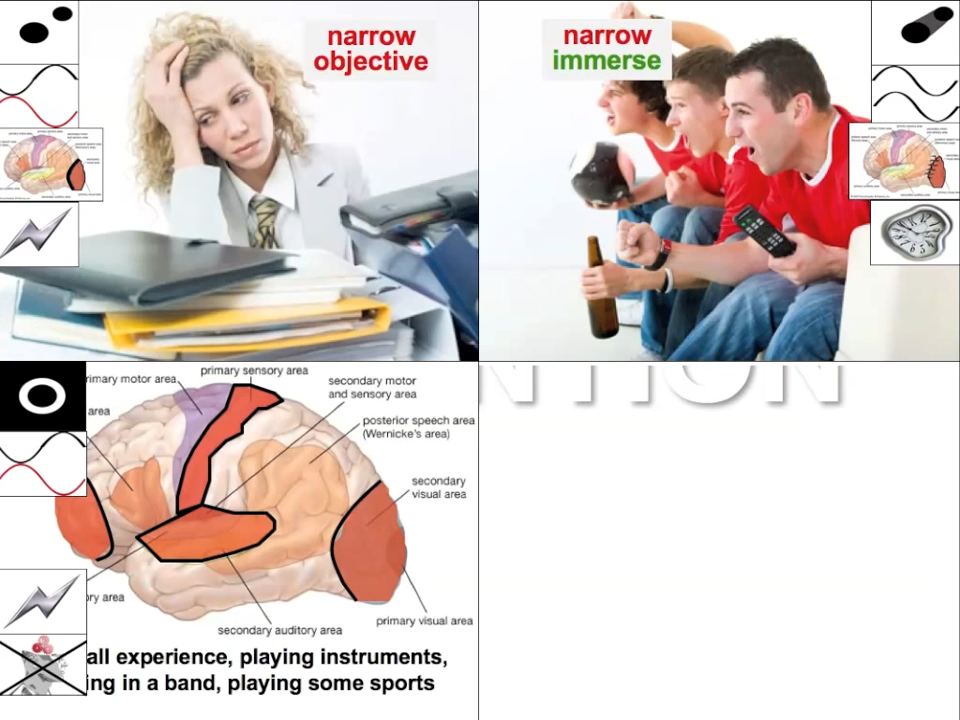 narrow
objective
narrow
immerse
NTION
primary sensory area
rimary motor area
secondary motor
and sensory area
area
posterior speech area
(Wernicke's area)
secondary
visual area
ory area
primary visual area
secondary auditory area
all experience, playing instruments,
ing in a band, playing some sports